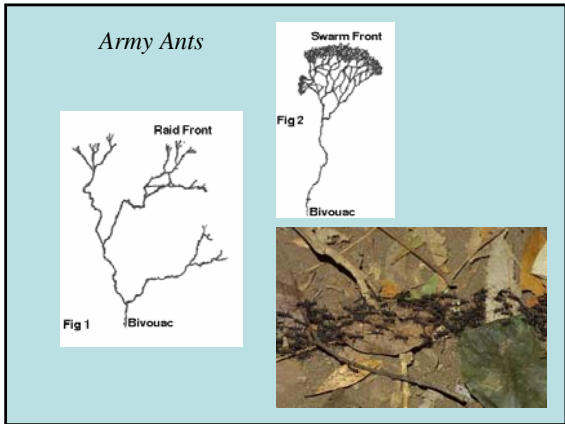 Army Ants
Swarm Front
Fig 2
Bivouac
Raid Front
Fig 1
Bivouac